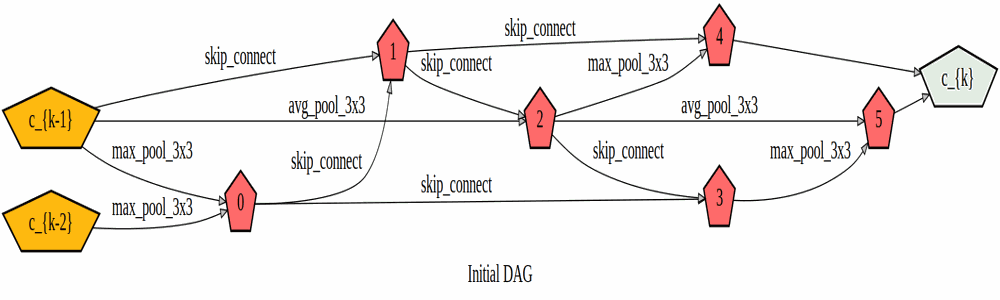 skip_connect
4
skip_connect
1
skip_connect
max_pool_3x3
c_{k}
c_{k-1}
avg_pool_3x3
2
avg_pool_3x3
5
max_pool_3x3
skip_connect
skip_connect
max_pool_3x3
skip_connect
max_pool_3x3
0
3
c_{k-2}
Initial DAG